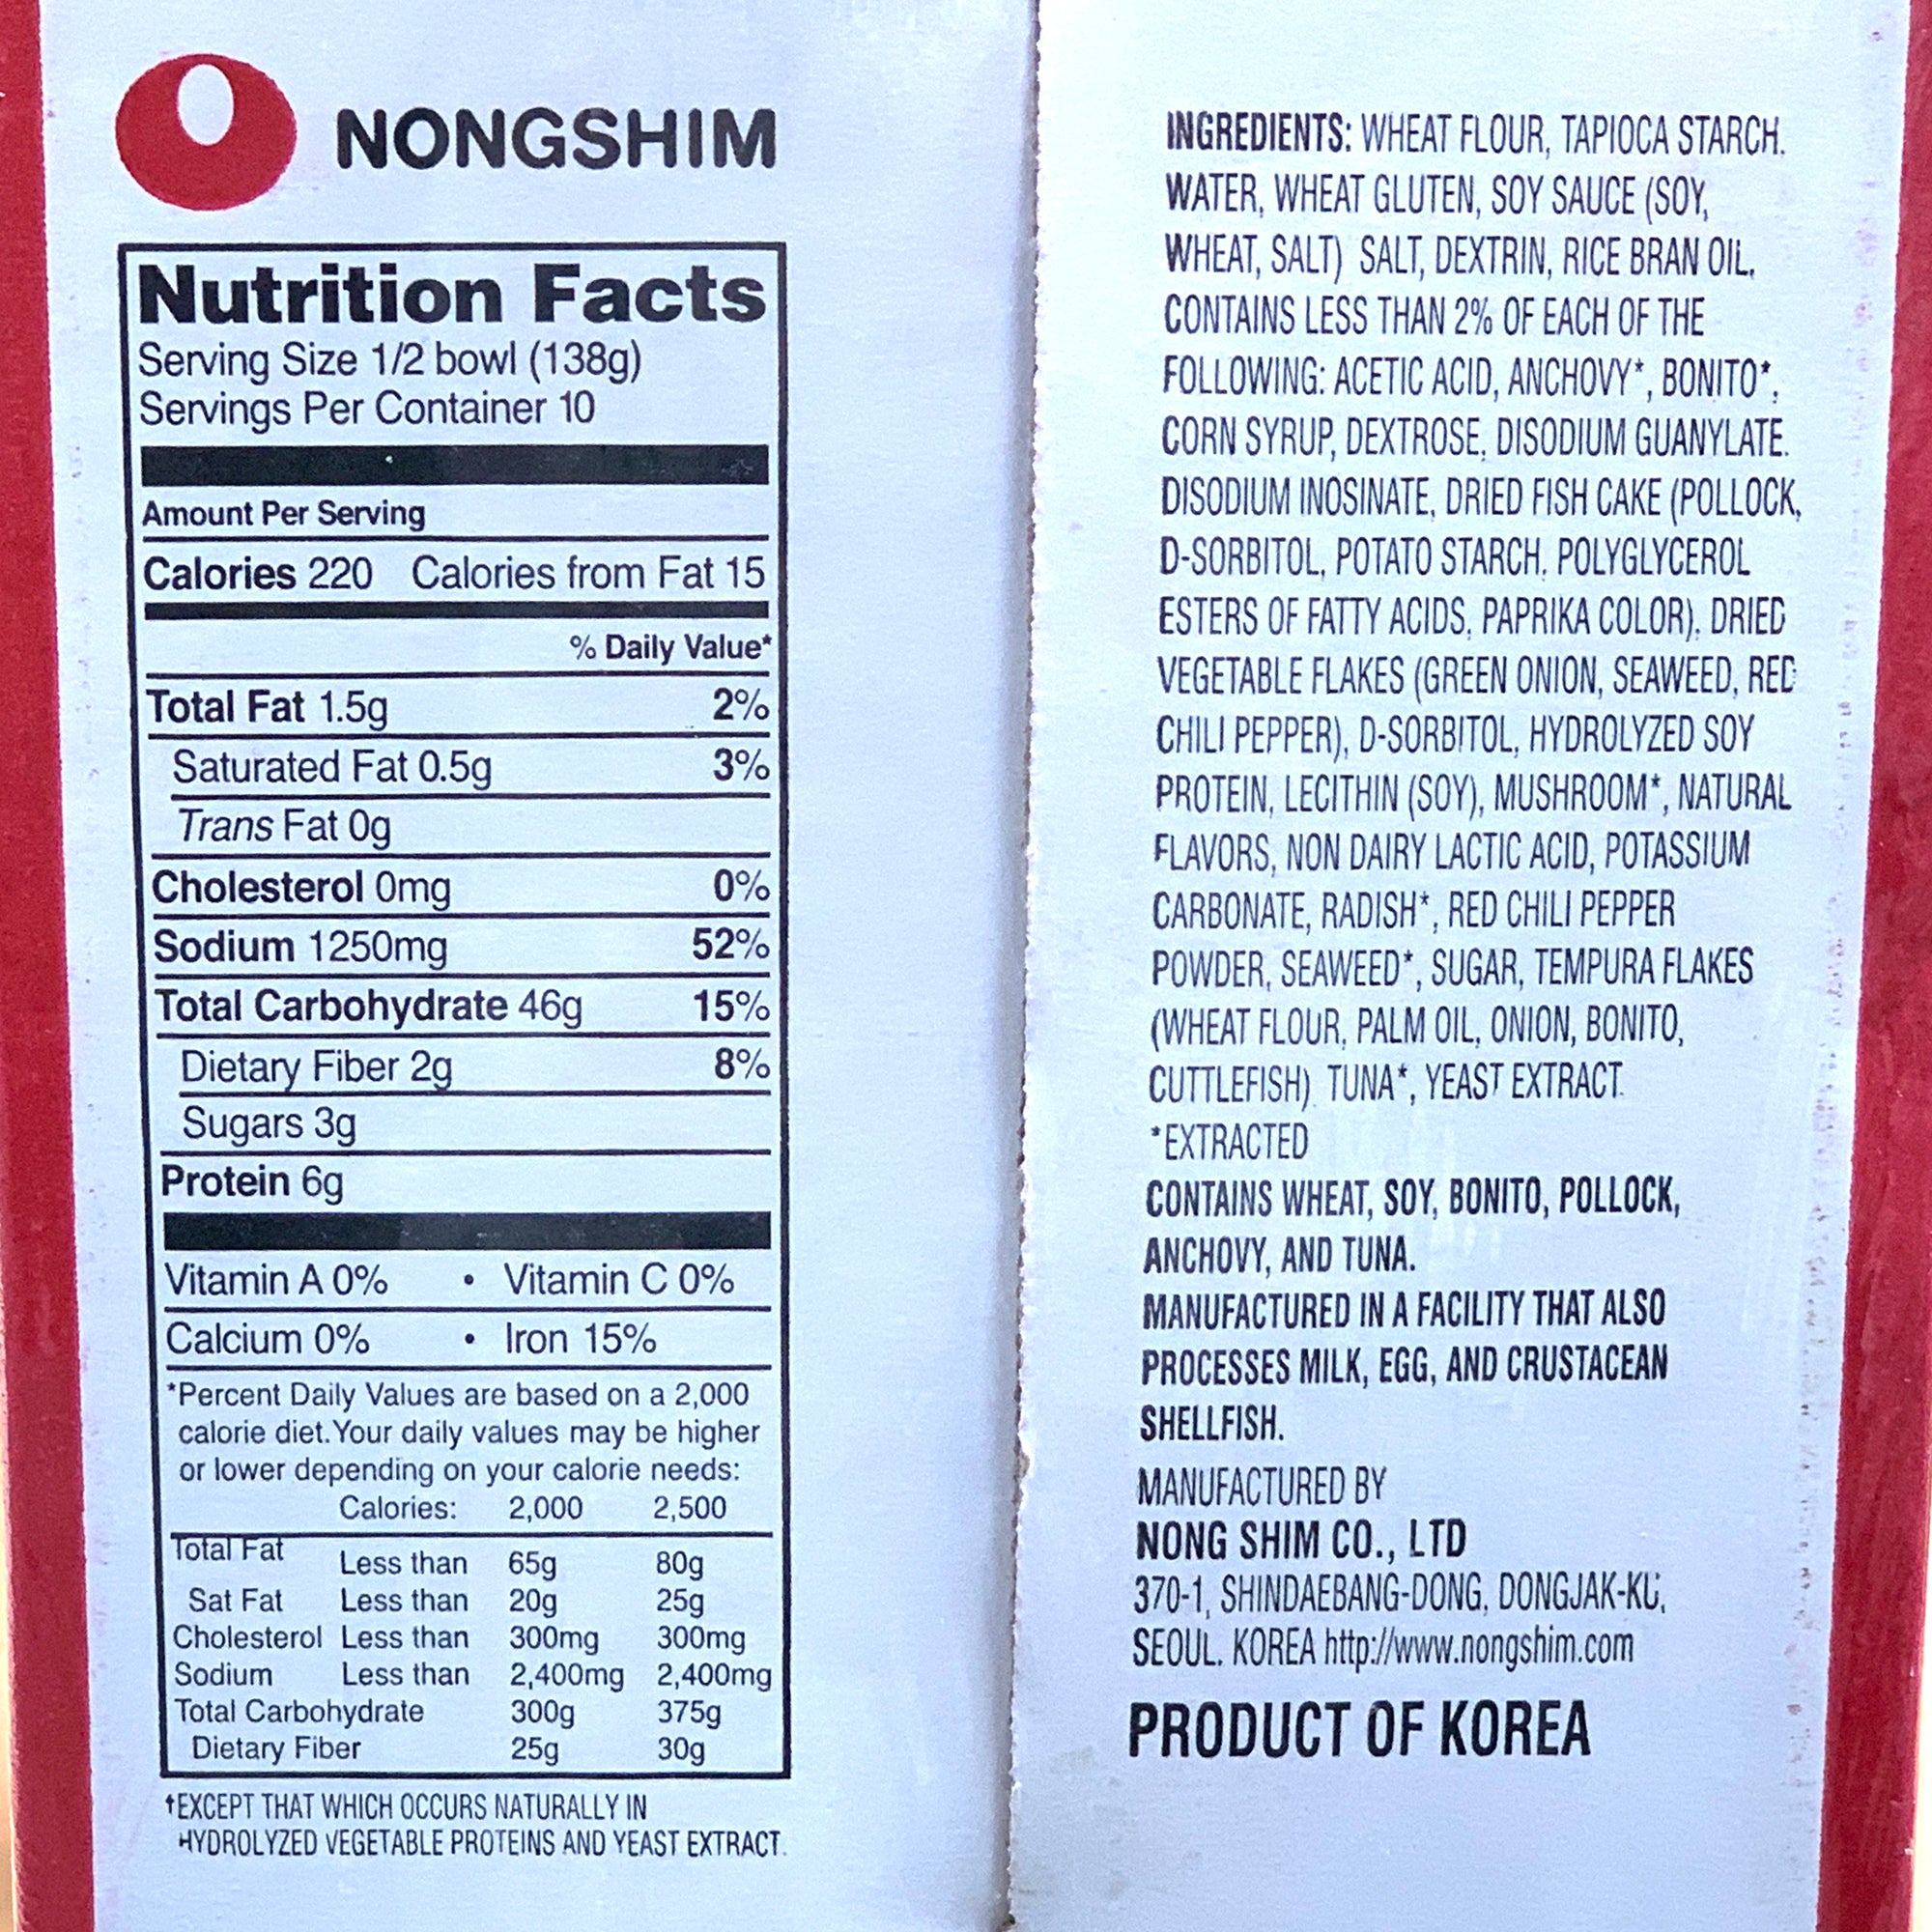 NONGSHIM
Nutrition Facts
Serving Size 1/2 bowl (138g)
Servings Per Container 10
Amount Per Serving
Calories 220 Calories from Fat 15
% Daily Value*
Total Fat 1.5g 2%
Saturated Fat 0.5g 3%
Trans Fat 0g
Cholesterol 0mg 0%
Sodium 1250mg 52%
Total Carbohydrate 46g 15%
Dietary Fiber 2g 8%
Sugars 3g
Protein 6g
Vitamin A 0% • Vitamin C 0%
Calcium 0% • Iron 15%
*Percent Daily Values are based on a 2,000
calorie diet. Your daily values may be higher
or lower depending on your calorie needs:
Calories: 2,000 2,500
Total Fat Less than 65g 80g
Sat Fat Less than 20g 25g
Cholesterol Less than 300mg 300mg
Sodium Less than 2,400mg 2,400mg
Total Carbohydrate 300g 375g
Dietary Fiber 25g 30g
†EXCEPT THAT WHICH OCCURS NATURALLY IN
HYDROLYZED VEGETABLE PROTEINS AND YEAST EXTRACT.
INGREDIENTS: WHEAT FLOUR, TAPIOCA STARCH.
WATER, WHEAT GLUTEN, SOY SAUCE (SOY,
WHEAT, SALT) SALT, DEXTRIN, RICE BRAN OIL.
CONTAINS LESS THAN 2% OF EACH OF THE
FOLLOWING: ACETIC ACID, ANCHOVY*, BONITO*,
CORN SYRUP, DEXTROSE, DISODIUM GUANYLATE.
DISODIUM INOSINATE, DRIED FISH CAKE (POLLOCK,
D-SORBITOL, POTATO STARCH, POLYGLYCEROL
ESTERS OF FATTY ACIDS, PAPRIKA COLOR), DRIED
VEGETABLE FLAKES (GREEN ONION, SEAWEED, RED
CHILI PEPPER), D-SORBITOL, HYDROLYZED SOY
PROTEIN, LECITHIN (SOY), MUSHROOM*, NATURAL
FLAVORS, NON DAIRY LACTIC ACID, POTASSIUM
CARBONATE, RADISH*, RED CHILI PEPPER
POWDER, SEAWEED*, SUGAR, TEMPURA FLAKES
(WHEAT FLOUR, PALM OIL, ONION, BONITO,
CUTTLEFISH) TUNA*, YEAST EXTRACT.
*EXTRACTED
CONTAINS WHEAT, SOY, BONITO, POLLOCK,
ANCHOVY, AND TUNA.
MANUFACTURED IN A FACILITY THAT ALSO
PROCESSES MILK, EGG, AND CRUSTACEAN
SHELLFISH.
MANUFACTURED BY
NONG SHIM CO., LTD
370-1, SHINDAEBANG-DONG, DONGJAK-KU,
SEOUL. KOREA http://www.nongshim.com
PRODUCT OF KOREA